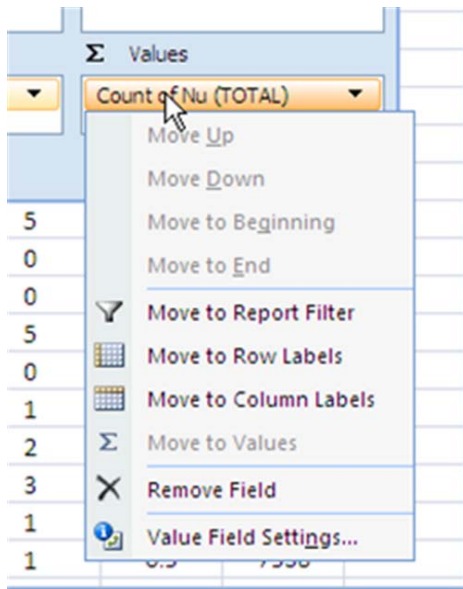 Σ Values
Count of Nu (TOTAL)
Move Up
Move Down
Move to Beginning
Move to End
Move to Report Filter
Move to Row Labels
Move to Column Labels
Σ Move to Values
Remove Field
Value Field Settings...
5
0
0
5
0
1
2
3
1
1